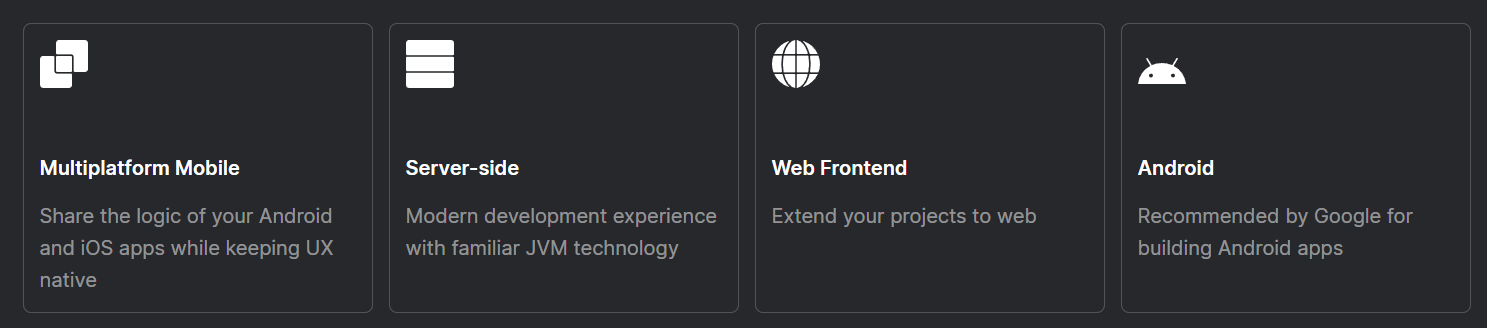 Multiplatform Mobile
Share the logic of your Android
and iOS apps while keeping UX
native
Server-side
Modern development experience
with familiar JVM technology
Web Frontend
Extend your projects to web
Android
Recommended by Google for
building Android apps